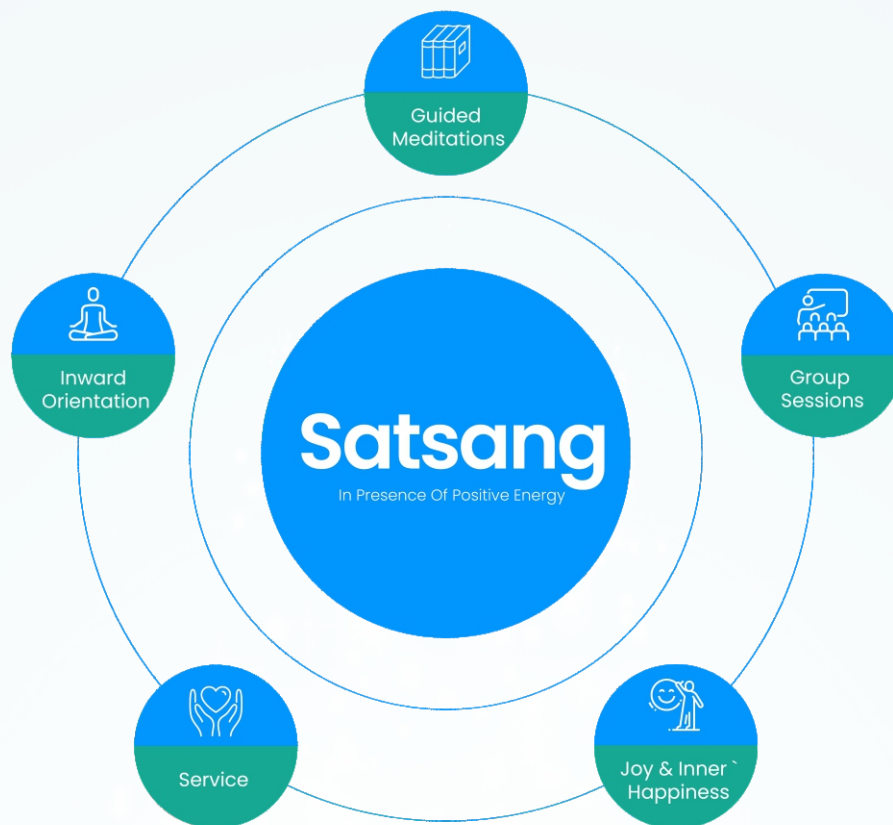 Guided
Meditations
Inward
Orientation
Group
Sessions
Satsang
In Presence Of Positive Energy
Service
Joy & Inner `
Happiness